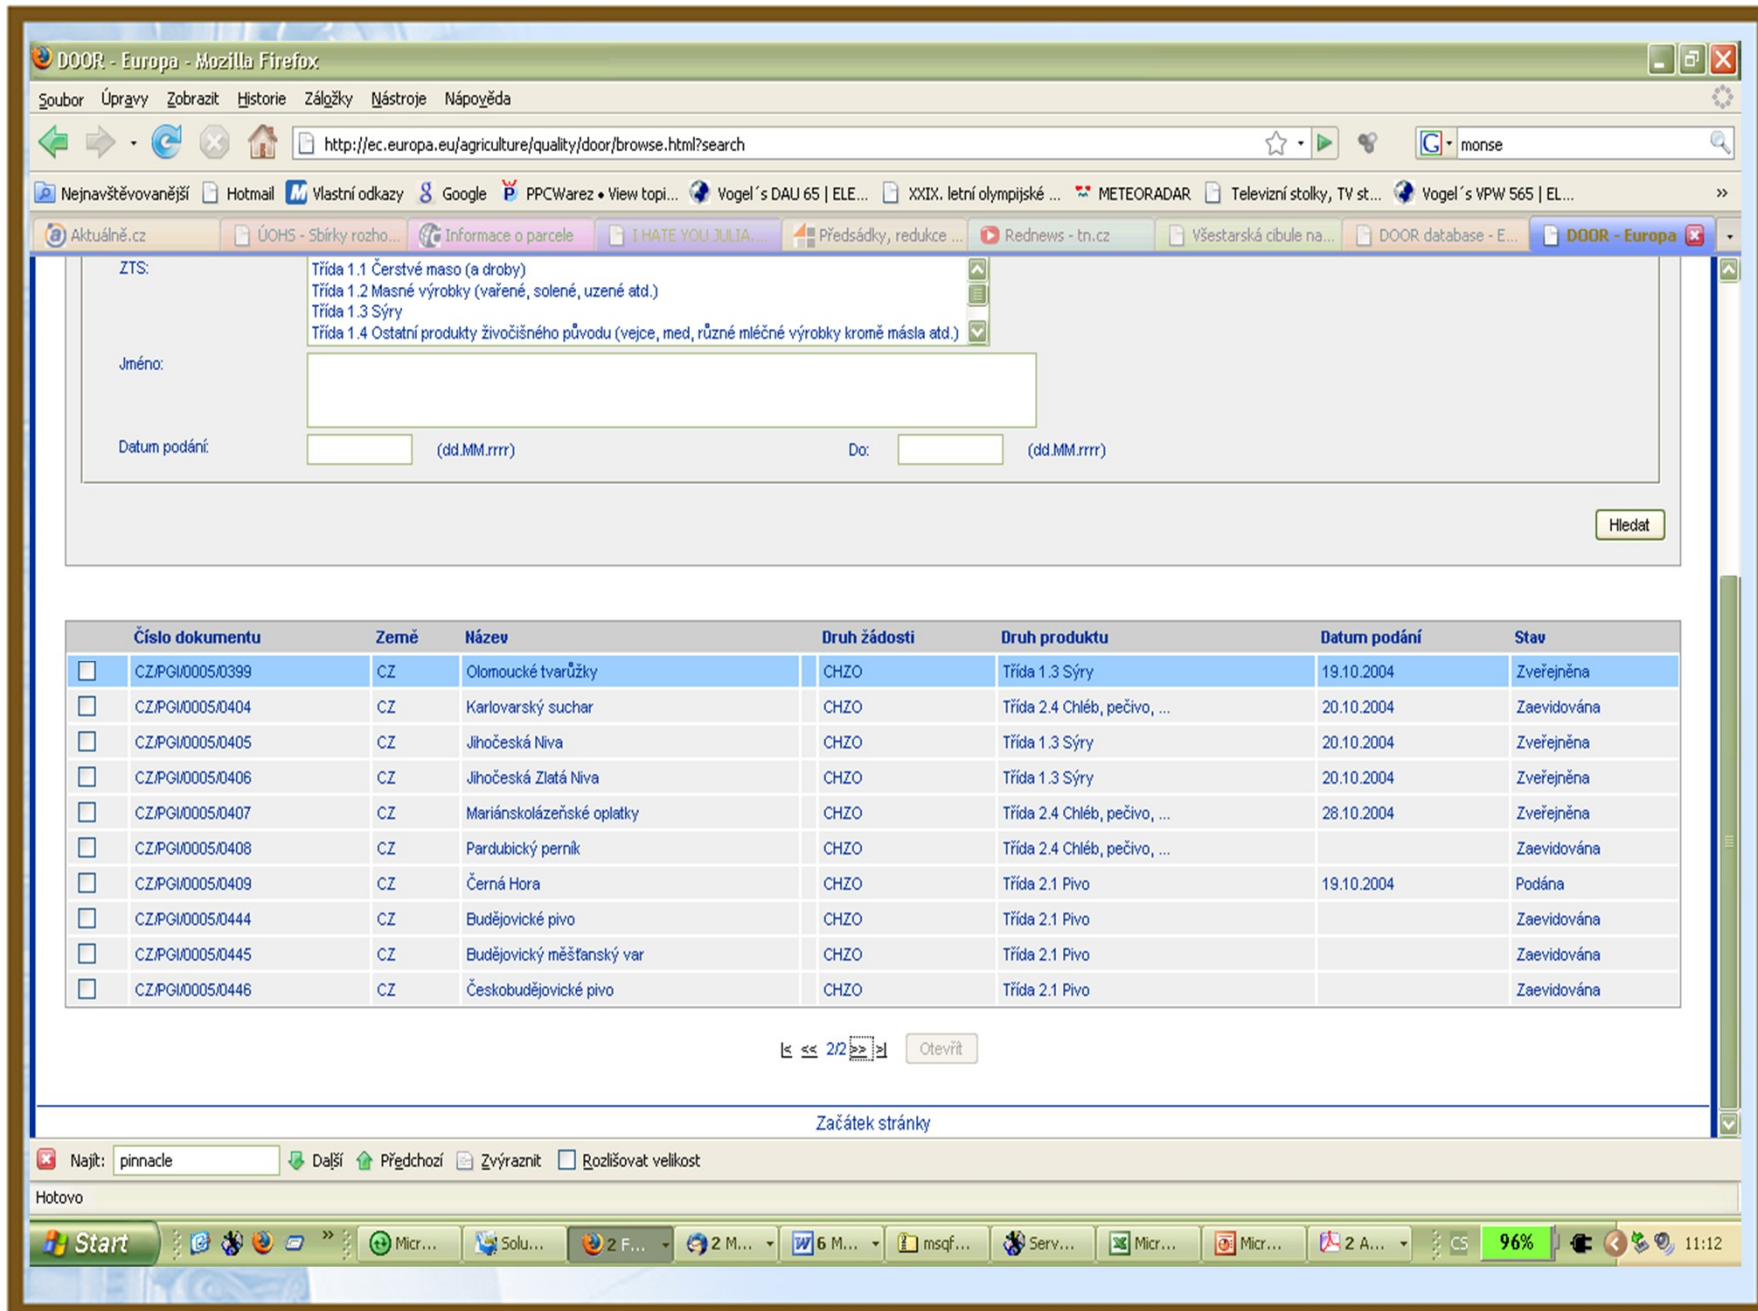 DOOR - Europa - Mozilla Firefox
Soubor Úpravy Zobrazit Historie Záložky Nástroje Nápověda
http://ec.europa.eu/agriculture/quality/door/browse.html?search G monse
Nejnavštěvovanější Hotmail Vlastní odkazy Google PPCWarez • View topi... Vogel´s DAU 65 | ELE... XXIX. letní olympijské ... METEORADAR Televizní stolky, TV st... Vogel´s VPW 565 | EL... »
Aktuálně.cz ÚOHS - Sbírky rozho... Informace o parcele I HATE YOU JULIA.... Předsádky, redukce ... Rednews - tn.cz Všestarská cibule na... DOOR database - E... DOOR - Europa
ZTS: Třída 1.1 Čerstvé maso (a droby)
Třída 1.2 Masné výrobky (vařené, solené, uzené atd.)
Třída 1.3 Sýry
Třída 1.4 Ostatní produkty živočišného původu (vejce, med, různé mléčné výrobky kromě másla atd.)
Jméno:
Datum podání: (dd.MM.rrrr) Do: (dd.MM.rrrr)
Hledat
Číslo dokumentu Země Název Druh žádosti Druh produktu Datum podání Stav
CZ/PGI/0005/0399 CZ Olomoucké tvarůžky CHZO Třída 1.3 Sýry 19.10.2004 Zveřejněna
CZ/PGI/0005/0404 CZ Karlovarský suchar CHZO Třída 2.4 Chléb, pečivo, ... 20.10.2004 Zaevidována
CZ/PGI/0005/0405 CZ Jihočeská Niva CHZO Třída 1.3 Sýry 20.10.2004 Zveřejněna
CZ/PGI/0005/0406 CZ Jihočeská Zlatá Niva CHZO Třída 1.3 Sýry 20.10.2004 Zveřejněna
CZ/PGI/0005/0407 CZ Mariánskolázeňské oplatky CHZO Třída 2.4 Chléb, pečivo, ... 28.10.2004 Zveřejněna
CZ/PGI/0005/0408 CZ Pardubický perník CHZO Třída 2.4 Chléb, pečivo, ... Zaevidována
CZ/PGI/0005/0409 CZ Černá Hora CHZO Třída 2.1 Pivo 19.10.2004 Podána
CZ/PGI/0005/0444 CZ Budějovické pivo CHZO Třída 2.1 Pivo Zaevidována
CZ/PGI/0005/0445 CZ Budějovický měšťanský var CHZO Třída 2.1 Pivo Zaevidována
CZ/PGI/0005/0446 CZ Českobudějovické pivo CHZO Třída 2.1 Pivo Zaevidována
|< << 2/2 >> >| Otevřít
Začátek stránky
Najít: pinnacle Další Předchozí Zvýraznit Rozlišovat velikost
Hotovo
Start » Micr... Solu... 2 F... 2 M... 6 M... msqf... Serv... Micr... Micr... 2 A... CS 96% 11:12